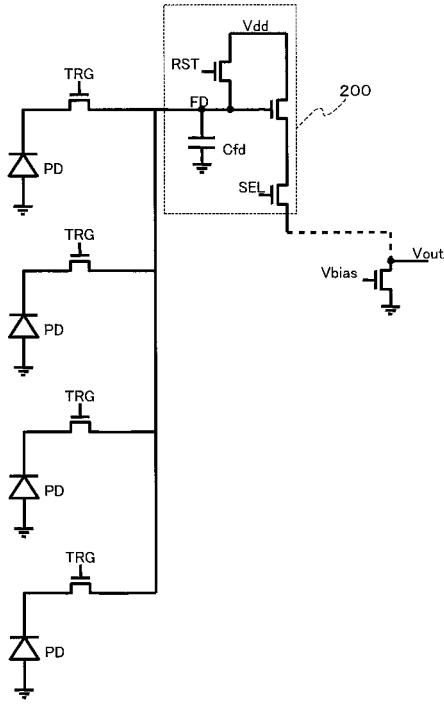 Vdd
RST
TRG
FD
200
Cfd
PD
SEL
TRG
Vout
Vbias
PD
TRG
PD
TRG
PD